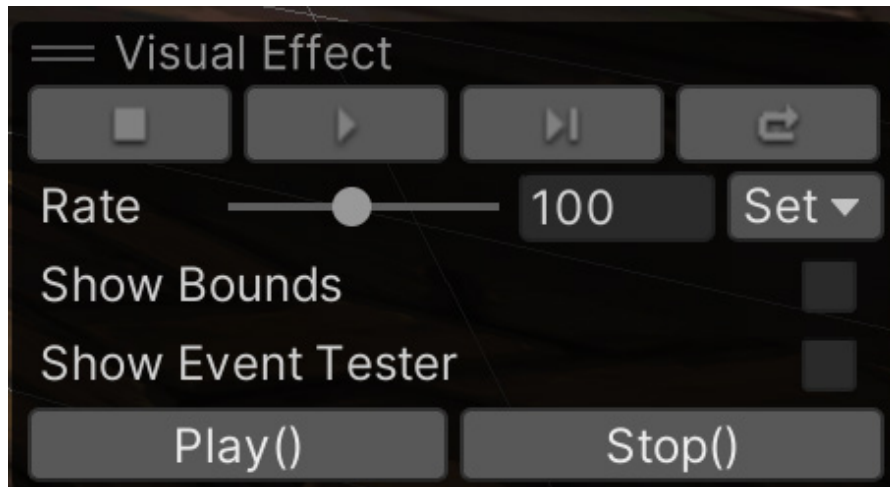 Visual Effect
Rate 100 Set
Show Bounds
Show Event Tester
Play() Stop()